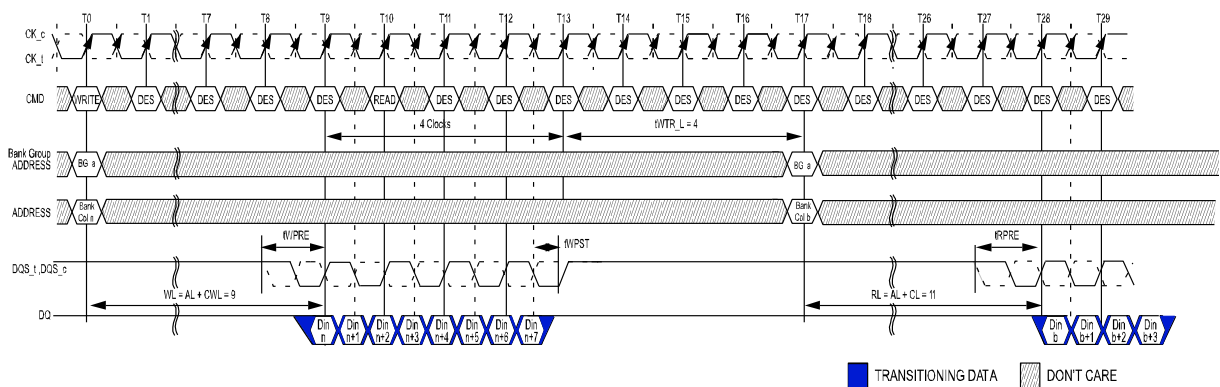 T0 T1 T7 T8 T9 T10 T11 T12 T13 T14 T15 T16 T17 T18 T26 T27 T28 T29
CK_c
CK_t
CMD WRITE DES DES DES DES READ DES DES DES DES DES DES DES DES DES DES DES DES
4 Clocks tWTR_L = 4
Bank Group
ADDRESS
BG a BG a
ADDRESS
Bank
Col n
Bank
Col b
tWPRE tWPST tRPRE
DQS_t ,DQS_c
WL = AL + CWL = 9 RL = AL + CL = 11
DQ
Din Din Din Din Din Din Din Din Din Din Din Din
n n+1 n+2 n+3 n+4 n+5 n+6 n+7 b b+1 b+2 b+3
TRANSITIONING DATA DON'T CARE